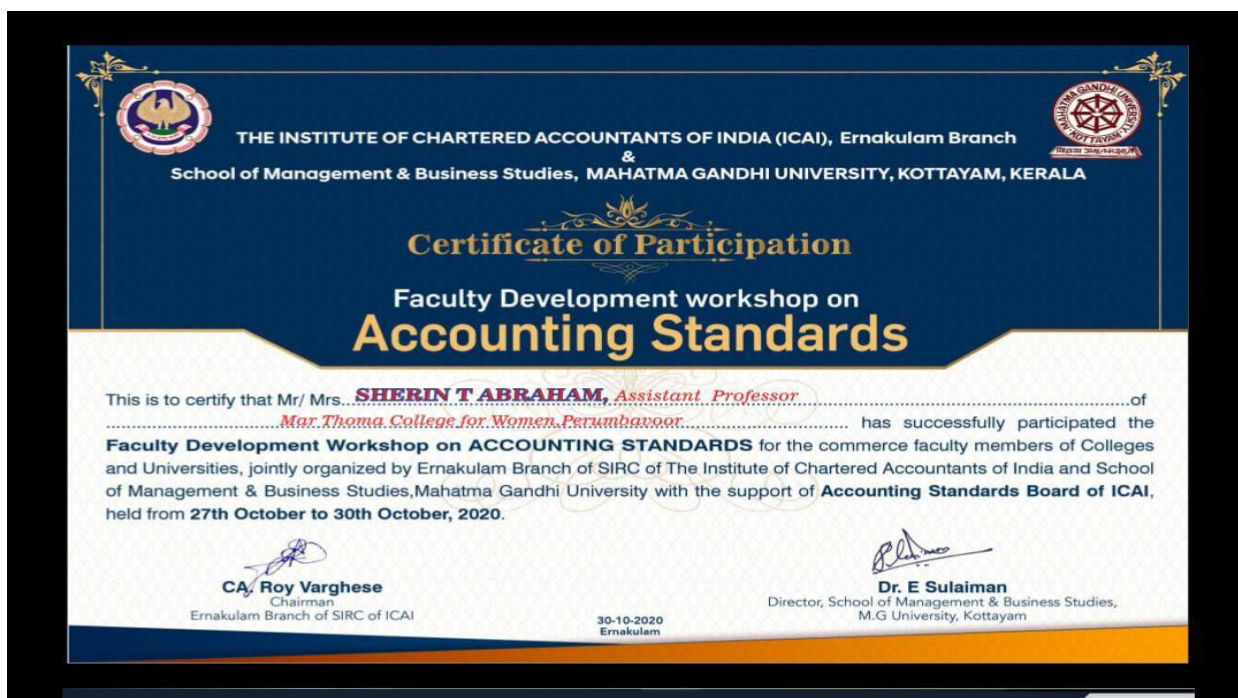 THE INSTITUTE OF CHARTERED ACCOUNTANTS OF INDIA (ICAI), Ernakulam Branch
&
School of Management & Business Studies, MAHATMA GANDHI UNIVERSITY, KOTTAYAM, KERALA
MAHATMA GANDHI UNIVERSITY
KOTTAYAM
Certificate of Participation
Faculty Development workshop on
Accounting Standards
This is to certify that Mr/ Mrs...SHERIN T ABRAHAM, Assistant Professor..........of
..........Mar Thoma College for Women,Perumbavoor.......... has successfully participated the
Faculty Development Workshop on ACCOUNTING STANDARDS for the commerce faculty members of Colleges
and Universities, jointly organized by Ernakulam Branch of SIRC of The Institute of Chartered Accountants of India and School
of Management & Business Studies,Mahatma Gandhi University with the support of Accounting Standards Board of ICAI,
held from 27th October to 30th October, 2020.
CA. Roy Varghese
Chairman
Ernakulam Branch of SIRC of ICAI
30-10-2020
Ernakulam
Dr. E Sulaiman
Director, School of Management & Business Studies,
M.G University, Kottayam